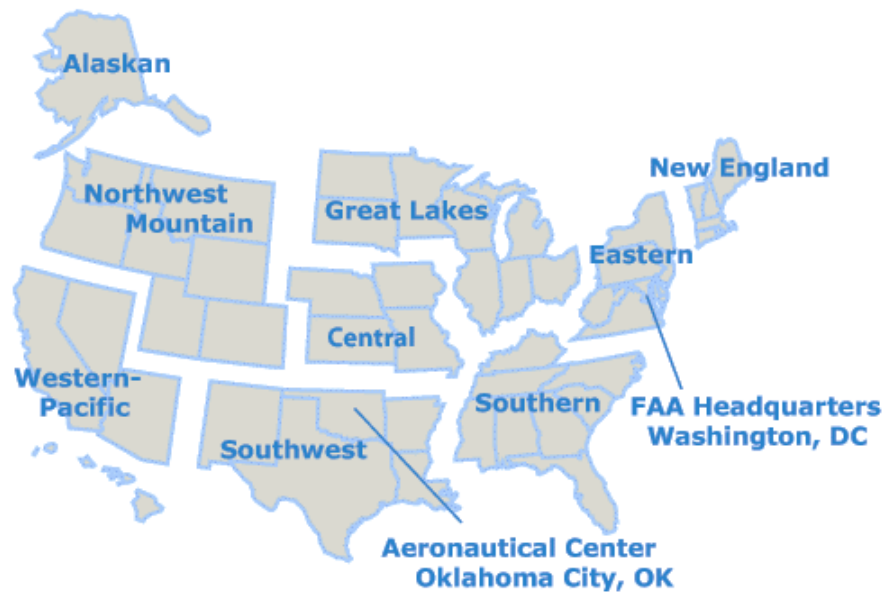 Alaskan
New England
Northwest
Mountain
Great Lakes
Eastern
Central
Western-
Pacific
Southern
FAA Headquarters
Washington, DC
Southwest
Aeronautical Center
Oklahoma City, OK